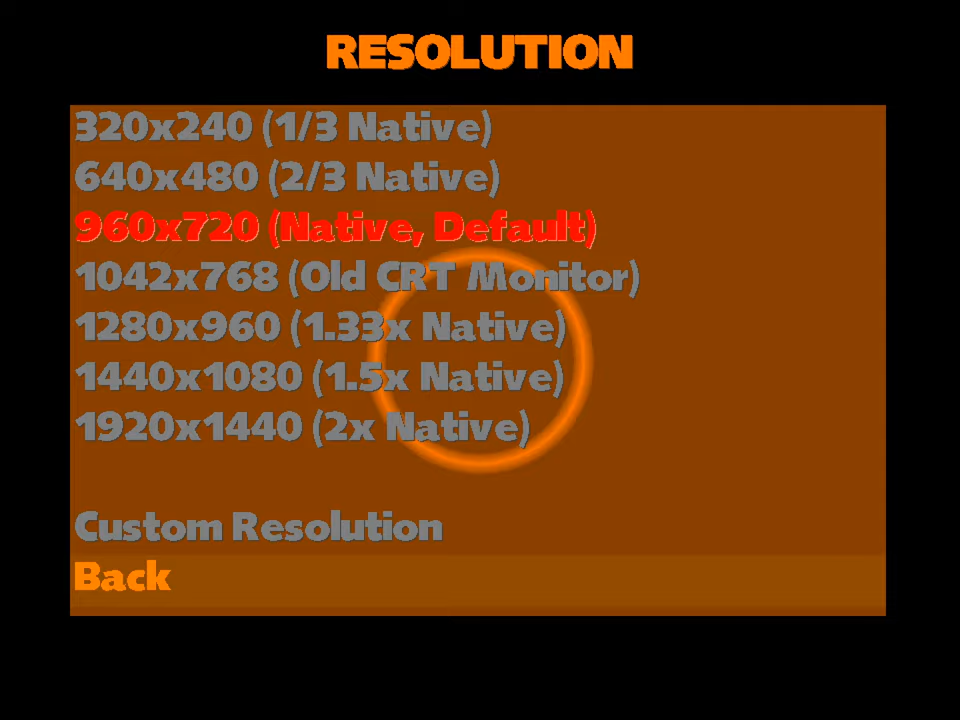 RESOLUTION
320x240 (1/3 Native)
640x480 (2/3 Native)
960x720 (Native, Default)
1042x768 (Old CRT Monitor)
1280x960 (1.33x Native)
1440x1080 (1.5x Native)
1920x1440 (2x Native)
Custom Resolution
Back